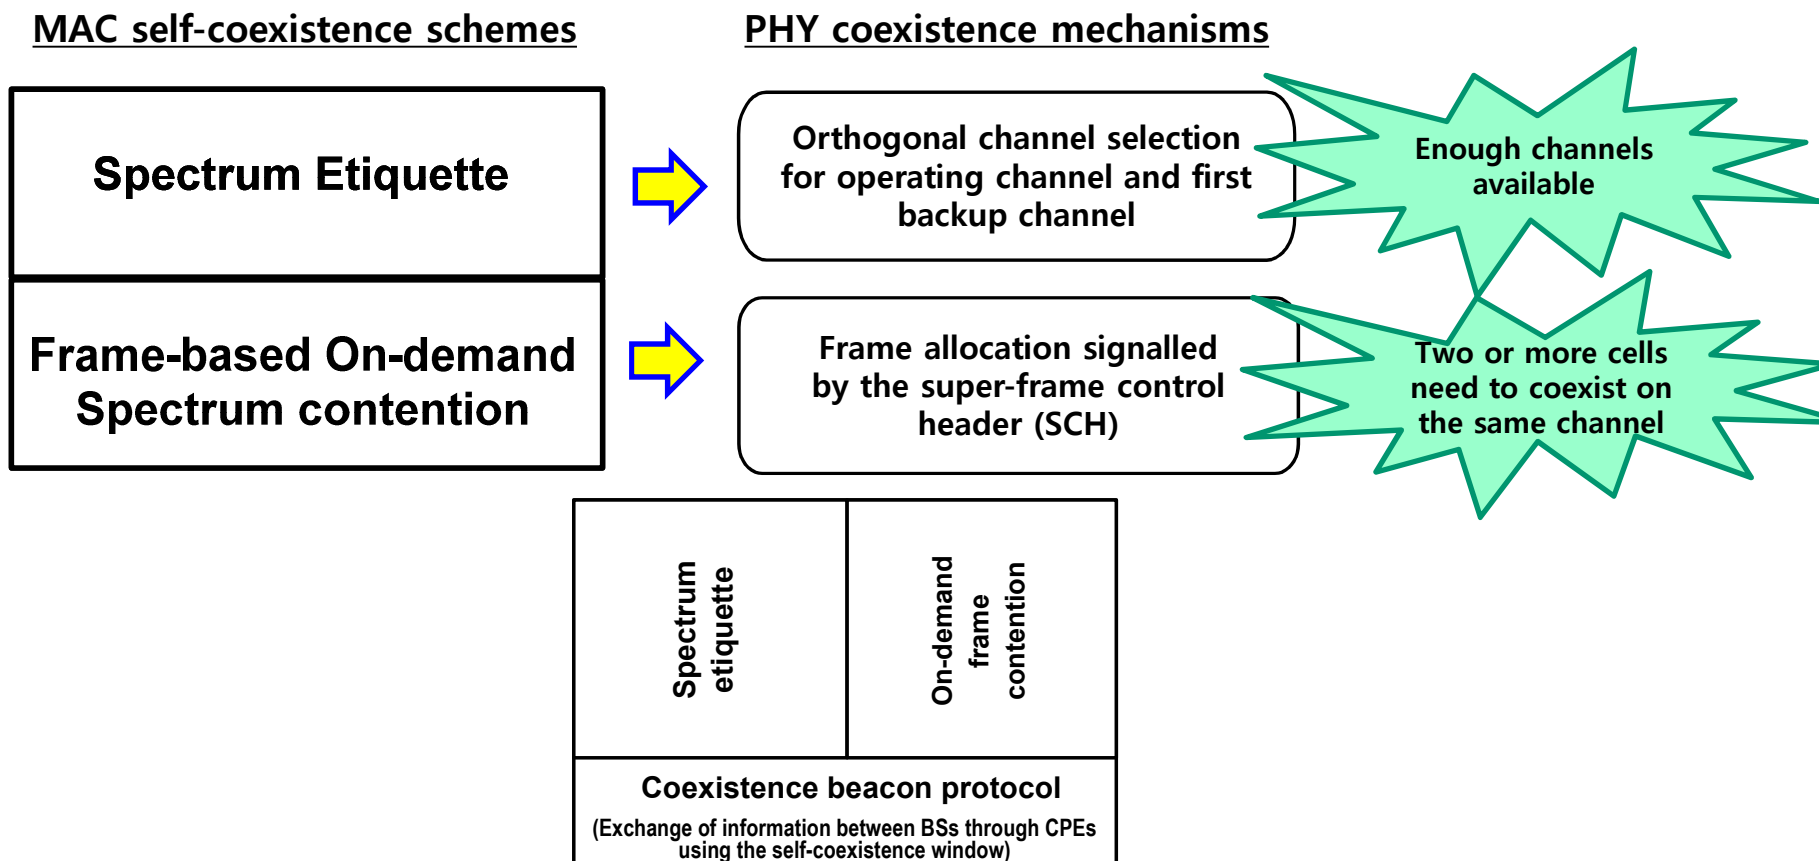 MAC self-coexistence schemes
PHY coexistence mechanisms
Spectrum Etiquette
Orthogonal channel selection
for operating channel and first
backup channel
Enough channels
available
Frame-based On-demand
Spectrum contention
Frame allocation signalled
by the super-frame control
header (SCH)
Two or more cells
need to coexist on
the same channel
Spectrum
etiquette
On-demand
frame
contention
Coexistence beacon protocol
(Exchange of information between BSs through CPEs
using the self-coexistence window)